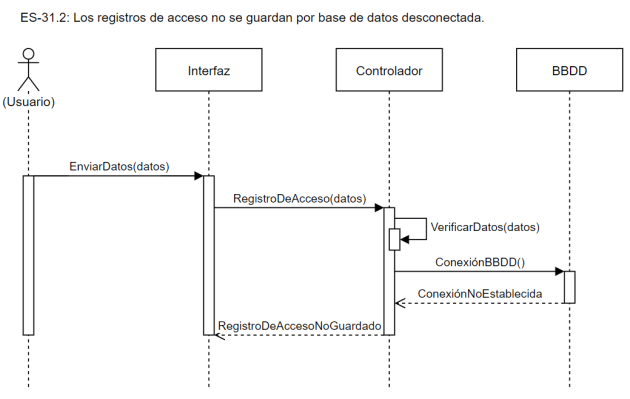 ES-31.2: Los registros de acceso no se guardan por base de datos desconectada.
Interfaz
Controlador
BBDD
(Usuario)
EnviarDatos(datos)
RegistroDeAcceso(datos)
VerificarDatos(datos)
ConexiónBBDD()
ConexiónNoEstablecida
RegistroDeAccesoNoGuardado